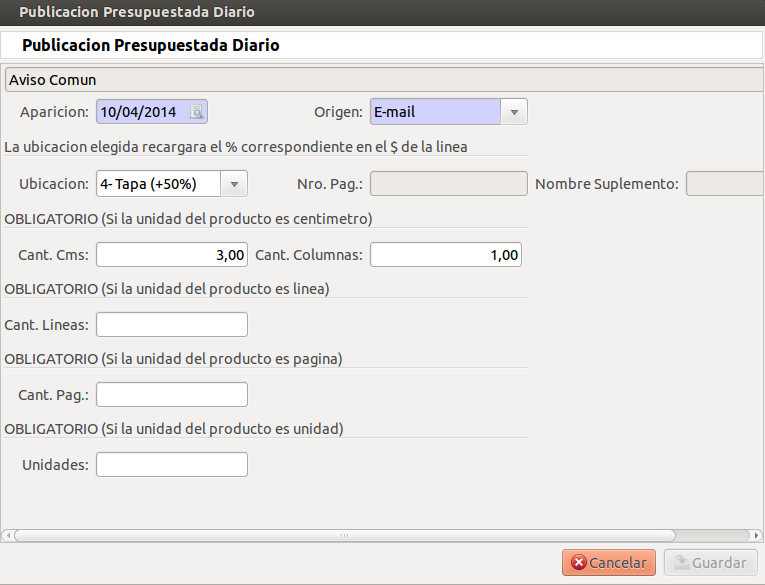 Publicacion Presupuestada Diario
Publicacion Presupuestada Diario
Aviso Comun
Aparicion: 10/04/2014 Origen: E-mail
La ubicacion elegida recargara el % correspondiente en el $ de la linea
Ubicacion: 4- Tapa (+50%) Nro. Pag.: Nombre Suplemento:
OBLIGATORIO (Si la unidad del producto es centimetro)
Cant. Cms: 3,00 Cant. Columnas: 1,00
OBLIGATORIO (Si la unidad del producto es linea)
Cant. Lineas:
OBLIGATORIO (Si la unidad del producto es pagina)
Cant. Pag.:
OBLIGATORIO (Si la unidad del producto es unidad)
Unidades:
Cancelar Guardar